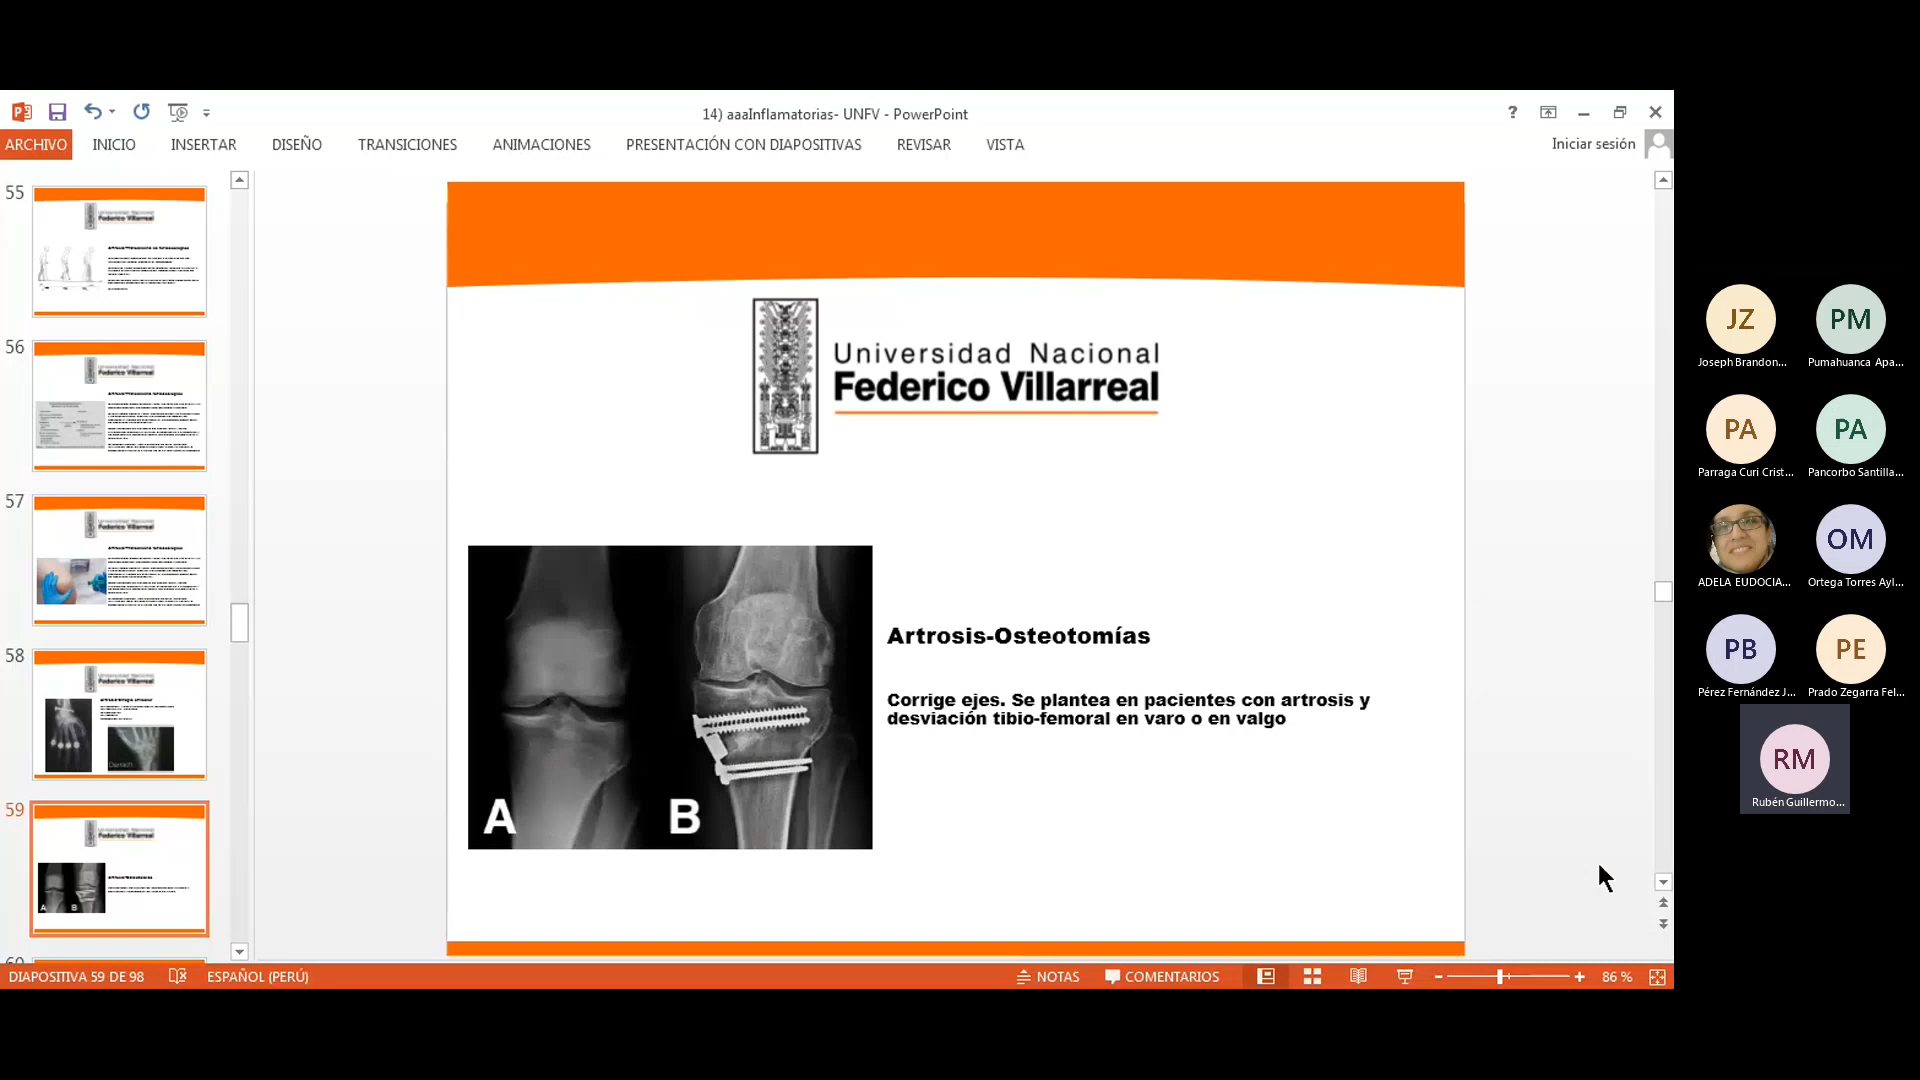 14) aaaInflamatorias- UNFV - PowerPoint
ARCHIVO INICIO INSERTAR DISEÑO TRANSICIONES ANIMACIONES PRESENTACIÓN CON DIAPOSITIVAS REVISAR VISTA
Iniciar sesión
55
56
57
58
59
Universidad Nacional
Federico Villarreal
Artrosis-Osteotomías
Corrige ejes. Se plantea en pacientes con artrosis y
desviación tibio-femoral en varo o en valgo
A B
DIAPOSITIVA 59 DE 98 ESPAÑOL (PERÚ) NOTAS COMENTARIOS 86 %
JZ
Joseph Brandon...
PM
Pumahuanca Apa...
PA
Parraga Curi Crist...
PA
Pancorbo Santilla...
ADELA EUDOCIA...
OM
Ortega Torres Ayl...
PB
Pérez Fernández J...
PE
Prado Zegarra Fel...
RM
Rubén Guillermo...